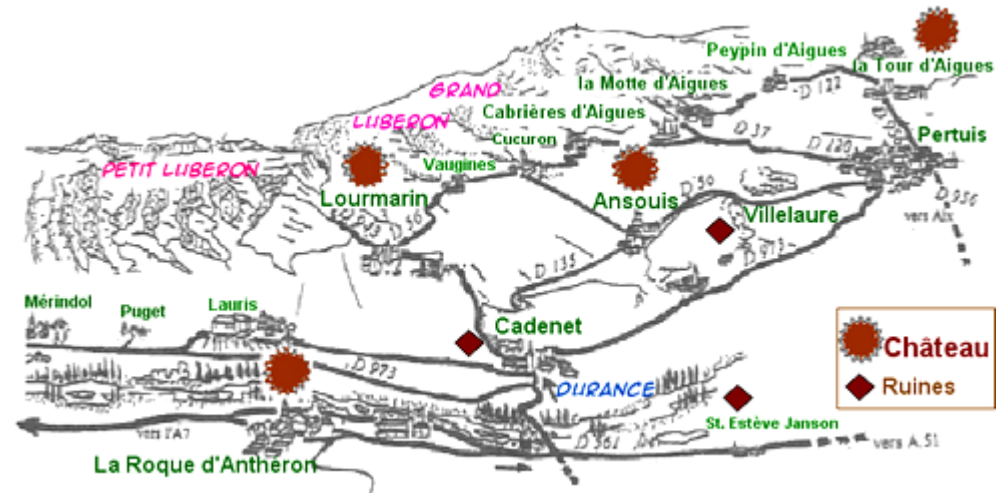 Peypin d'Aigues
la Tour d'Aigues
la Motte d'Aigues
GRAND
LUBERON
Cabrières d'Aigues
D 122
D 37
Cucuron
Pertuis
D 120
PETIT LUBERON
Vaugines
Lourmarin
Ansouis
D 56
Villelaure
D 956
vers Aix
D 56
D 135
D 973
Mérindol
Puget
Lauris
Cadenet
Château
D 973
DURANCE
Ruines
St. Estève Janson
vers l'A7
D 561
vers A.51
La Roque d'Anthéron